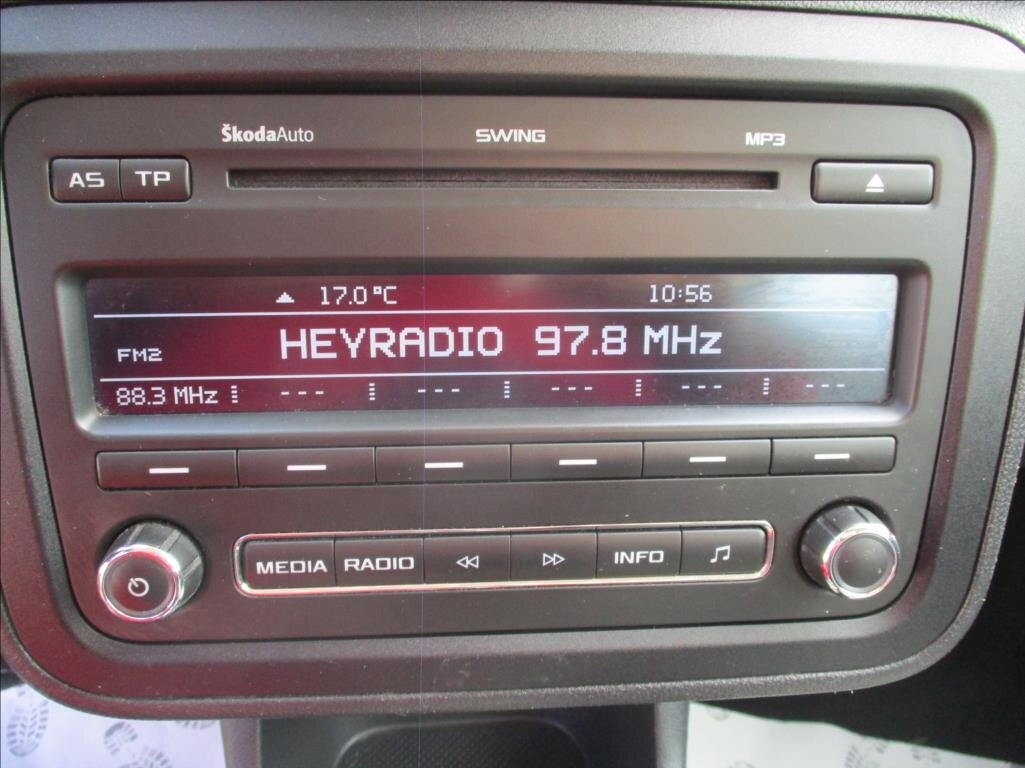 ŠkodaAuto SWING MP3
AS TP
17.0 °C 10:56
HEYRADIO 97.8 MHz
FM2
88.3 MHz --- --- --- --- ---
MEDIA RADIO INFO